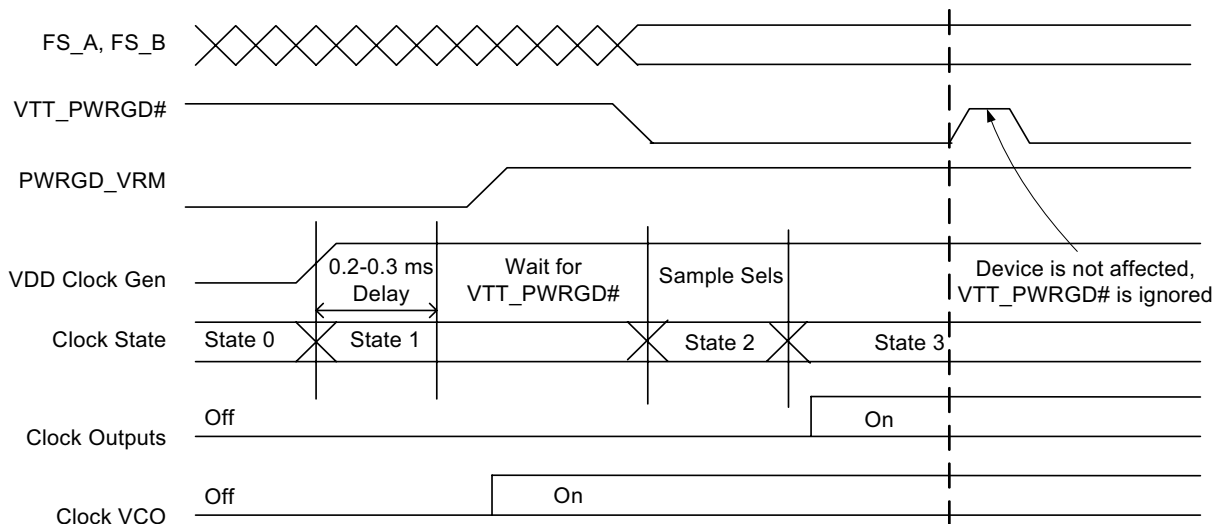 FS_A, FS_B
VTT_PWRGD#
PWRGD_VRM
VDD Clock Gen
0.2-0.3 ms
Delay
Wait for
VTT_PWRGD#
Sample Sels
Device is not affected,
VTT_PWRGD# is ignored
Clock State
State 0
State 1
State 2
State 3
Clock Outputs
Off
On
Clock VCO
Off
On